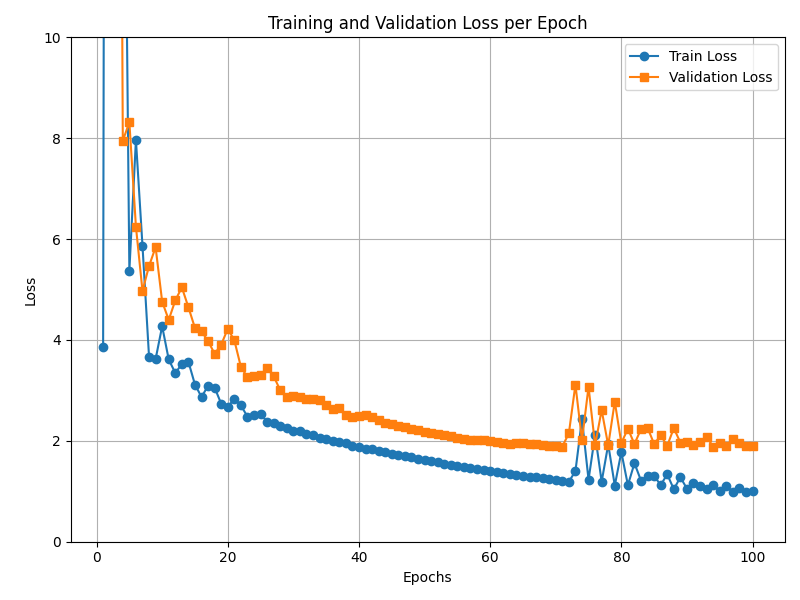 Training and Validation Loss per Epoch
Train Loss
Validation Loss
10
8
6
4
2
0
Loss
0 20 40 60 80 100
Epochs